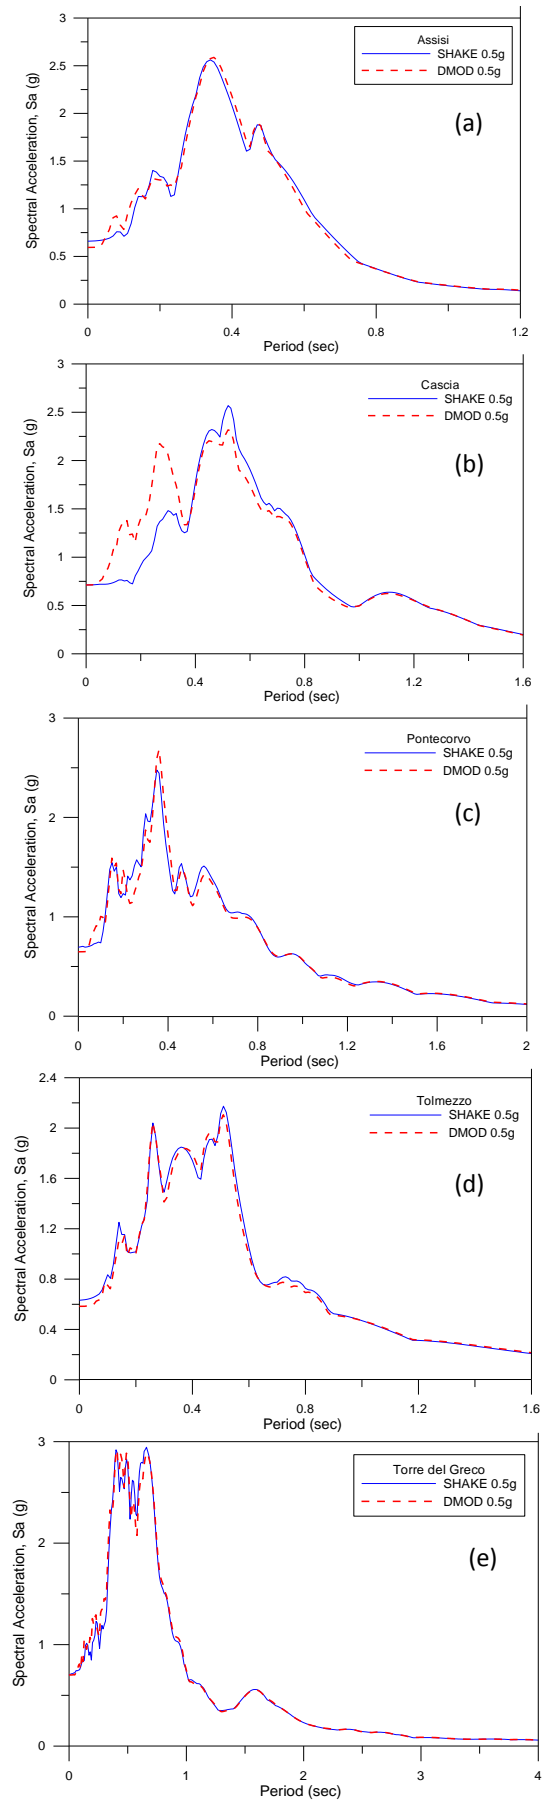 3
2.5
2
1.5
1
0.5
0
Spectral Acceleration, Sa (g)
Assisi
SHAKE 0.5g
DMOD 0.5g
(a)
0 0.4 0.8 1.2
Period (sec)
3
2.5
2
1.5
1
0.5
0
Spectral Acceleration, Sa (g)
Cascia
SHAKE 0.5g
DMOD 0.5g
(b)
0 0.4 0.8 1.2 1.6
Period (sec)
3
2
1
0
Spectral Acceleration, Sa (g)
Pontecorvo
SHAKE 0.5g
DMOD 0.5g
(c)
0 0.4 0.8 1.2 1.6 2
Period (sec)
2.4
2
1.6
1.2
0.8
0.4
0
Spectral Acceleration, Sa (g)
Tolmezzo
SHAKE 0.5g
DMOD 0.5g
(d)
0 0.4 0.8 1.2 1.6
Period (sec)
3
2
1
0
Spectral Acceleration, Sa (g)
Torre del Greco
SHAKE 0.5g
DMOD 0.5g
(e)
0 1 2 3 4
Period (sec)